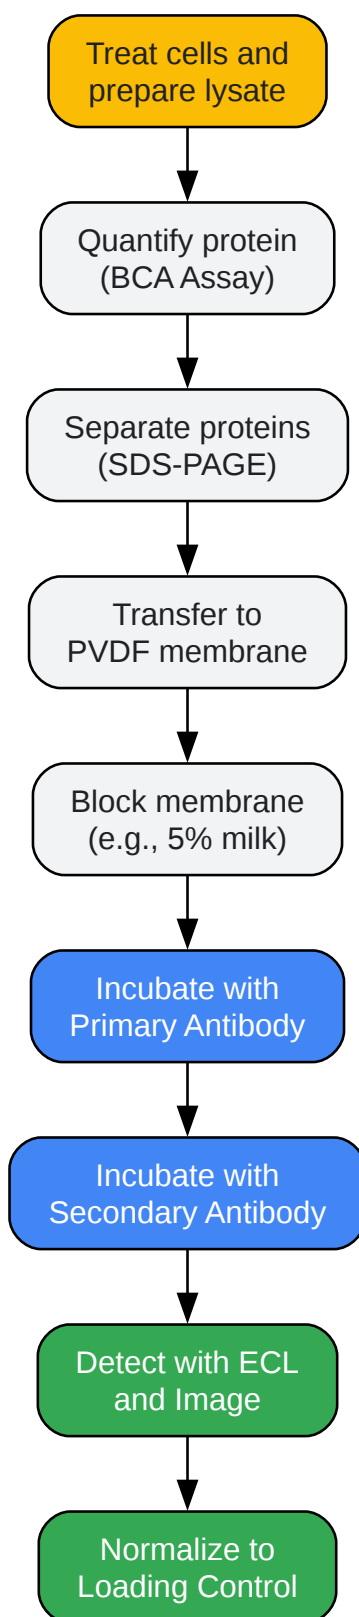 Treat cells and
prepare lysate
Quantify protein
(BCA Assay)
Separate proteins
(SDS-PAGE)
Transfer to
PVDF membrane
Block membrane
(e.g., 5% milk)
Incubate with
Primary Antibody
Incubate with
Secondary Antibody
Detect with ECL
and Image
Normalize to
Loading Control